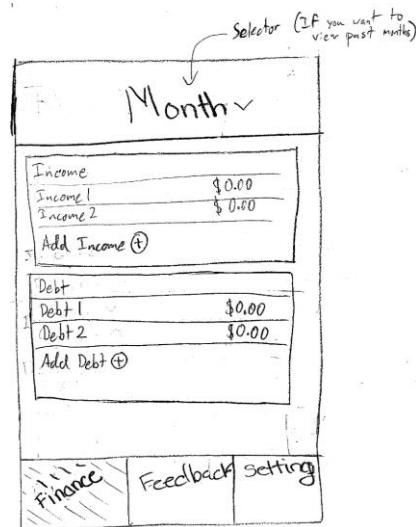 Selector (IF you want to
view past months)
Month
Income
Income 1 $0.00
Income 2 $0.00
Add Income +
Debt
Debt 1 $0.00
Debt 2 $0.00
Add Debt +
Finance Feedback Setting